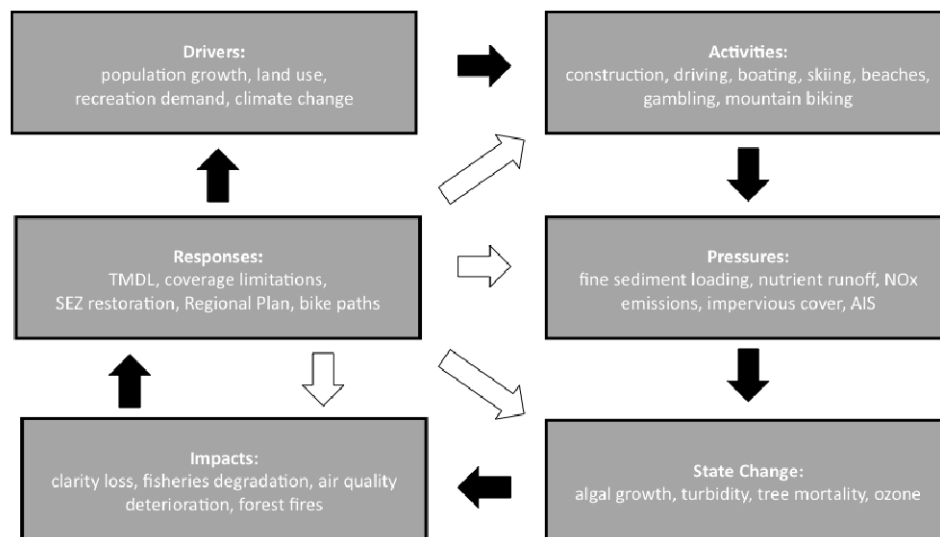 Drivers:
population growth, land use,
recreation demand, climate change
Activities:
construction, driving, boating, skiing, beaches,
gambling, mountain biking
Responses:
TMDL, coverage limitations,
SEZ restoration, Regional Plan, bike paths
Pressures:
fine sediment loading, nutrient runoff, NOx
emissions, impervious cover, AIS
Impacts:
clarity loss, fisheries degradation, air quality
deterioration, forest fires
State Change:
algal growth, turbidity, tree mortality, ozone